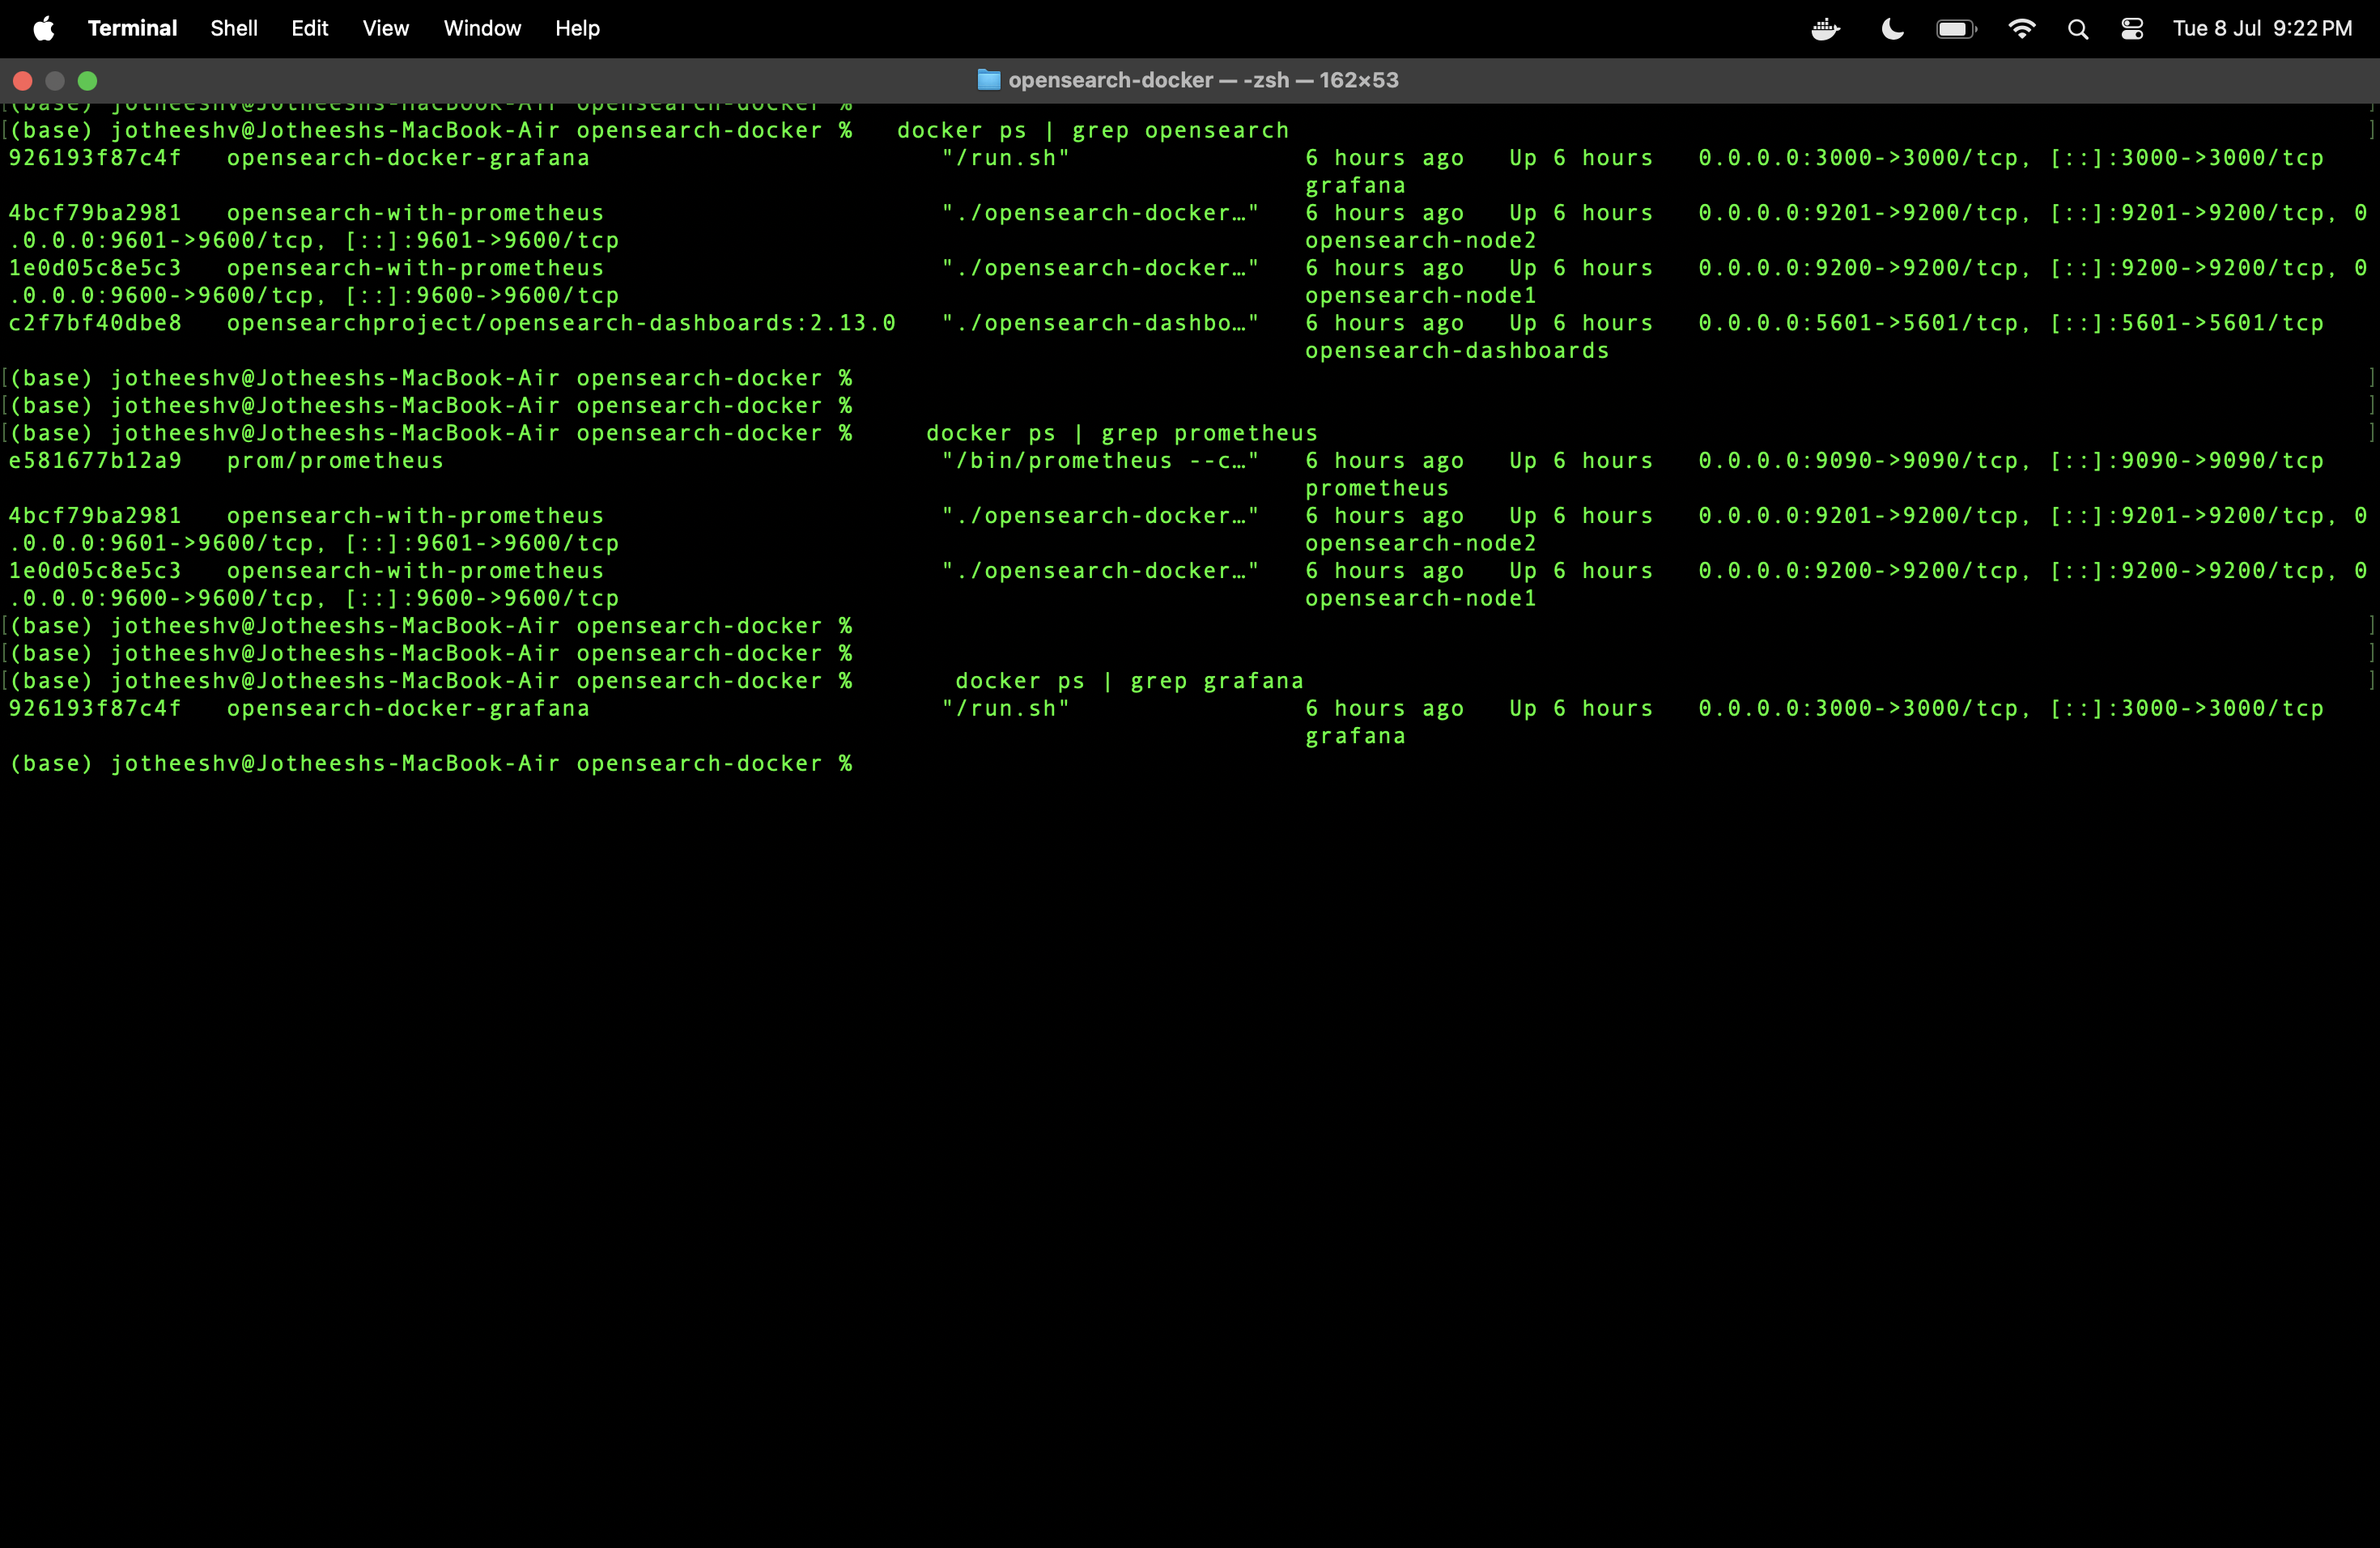 Terminal Shell Edit View Window Help Tue 8 Jul 9:22 PM
opensearch-docker — -zsh — 162×53
[(base) jotheeshv@Jotheeshs-MacBook-Air opensearch-docker % ]
[(base) jotheeshv@Jotheeshs-MacBook-Air opensearch-docker %   docker ps | grep opensearch ]
926193f87c4f   opensearch-docker-grafana                        "/run.sh"                6 hours ago   Up 6 hours   0.0.0.0:3000->3000/tcp, [::]:3000->3000/tcp
grafana
4bcf79ba2981   opensearch-with-prometheus                       "./opensearch-docker…"   6 hours ago   Up 6 hours   0.0.0.0:9201->9200/tcp, [::]:9201->9200/tcp, 0
.0.0.0:9601->9600/tcp, [::]:9601->9600/tcp                                               opensearch-node2
1e0d05c8e5c3   opensearch-with-prometheus                       "./opensearch-docker…"   6 hours ago   Up 6 hours   0.0.0.0:9200->9200/tcp, [::]:9200->9200/tcp, 0
.0.0.0:9600->9600/tcp, [::]:9600->9600/tcp                                               opensearch-node1
c2f7bf40dbe8   opensearchproject/opensearch-dashboards:2.13.0   "./opensearch-dashbo…"   6 hours ago   Up 6 hours   0.0.0.0:5601->5601/tcp, [::]:5601->5601/tcp
opensearch-dashboards
[(base) jotheeshv@Jotheeshs-MacBook-Air opensearch-docker % ]
[(base) jotheeshv@Jotheeshs-MacBook-Air opensearch-docker % ]
[(base) jotheeshv@Jotheeshs-MacBook-Air opensearch-docker %     docker ps | grep prometheus ]
e581677b12a9   prom/prometheus                                  "/bin/prometheus --c…"   6 hours ago   Up 6 hours   0.0.0.0:9090->9090/tcp, [::]:9090->9090/tcp
prometheus
4bcf79ba2981   opensearch-with-prometheus                       "./opensearch-docker…"   6 hours ago   Up 6 hours   0.0.0.0:9201->9200/tcp, [::]:9201->9200/tcp, 0
.0.0.0:9601->9600/tcp, [::]:9601->9600/tcp                                               opensearch-node2
1e0d05c8e5c3   opensearch-with-prometheus                       "./opensearch-docker…"   6 hours ago   Up 6 hours   0.0.0.0:9200->9200/tcp, [::]:9200->9200/tcp, 0
.0.0.0:9600->9600/tcp, [::]:9600->9600/tcp                                               opensearch-node1
[(base) jotheeshv@Jotheeshs-MacBook-Air opensearch-docker % ]
[(base) jotheeshv@Jotheeshs-MacBook-Air opensearch-docker % ]
[(base) jotheeshv@Jotheeshs-MacBook-Air opensearch-docker %       docker ps | grep grafana ]
926193f87c4f   opensearch-docker-grafana                        "/run.sh"                6 hours ago   Up 6 hours   0.0.0.0:3000->3000/tcp, [::]:3000->3000/tcp
grafana
(base) jotheeshv@Jotheeshs-MacBook-Air opensearch-docker %